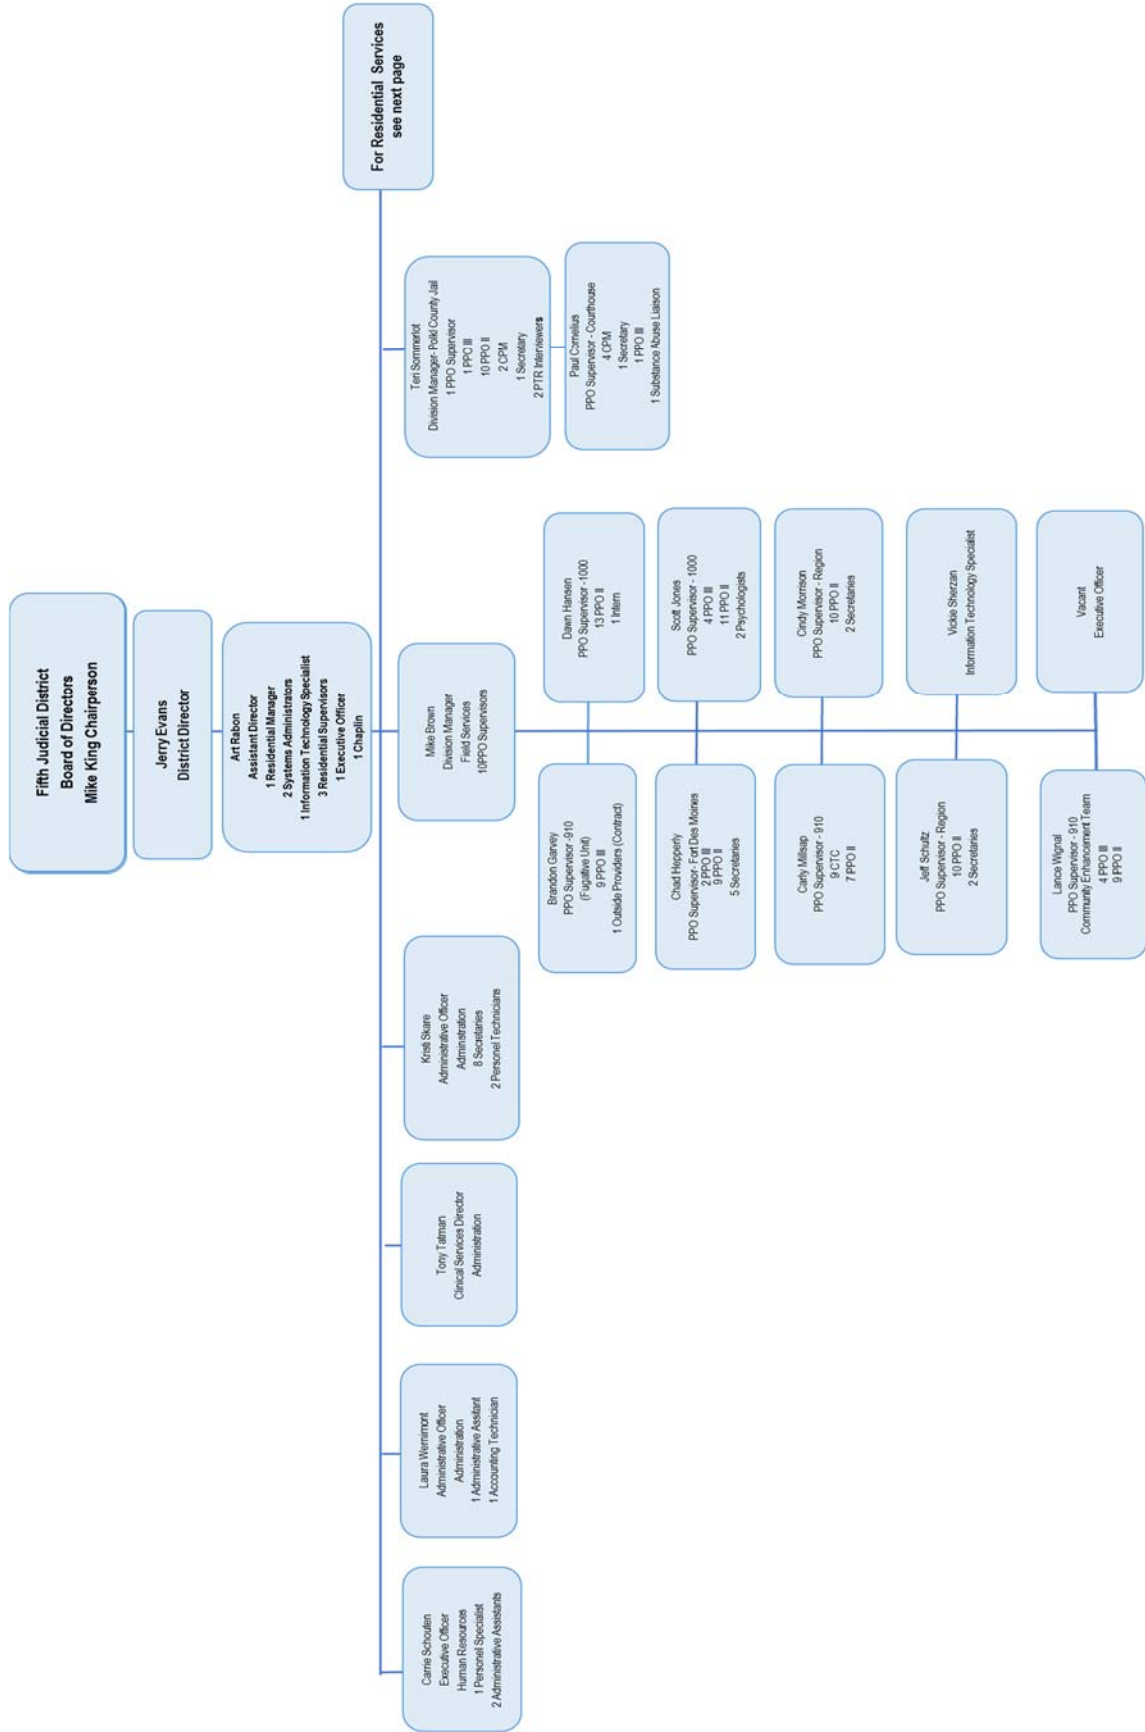 Fifth Judicial District
Board of Directors
Mike King Chairperson
Jerry Evans
District Director
Art Rabon
Assistant Director
1 Residential Manager
2 Systems Administrators
1 Information Technology Specialist
3 Residential Supervisors
1 Executive Officer
1 Chaplin
Carrie Schouten
Executive Officer
Human Resources
1 Personel Specialist
2 Administrative Assistants
Laura Wernimont
Administrative Officer
Administration
1 Administrative Assitant
1 Accounting Technician
Tony Tatman
Clinical Services Director
Administration
Kristi Skare
Administrative Officer
Administration
8 Secretaries
2 Personel Technicians
Mike Brown
Division Manager
Field Services
10PPO Supervisors
Teri Sommerlot
Division Manager- Polk County Jail
1 PPO Supervisor
1 PPC III
10 PPO II
2 CPM
1 Secretary
2 PTR Interviewers
For Residential Services
see next page
Paul Cornelius
PPO Supervisor - Courthouse
4 CPM
1 Secretary
1 PPO III
1 Substance Abuse Liaison
Brandon Garvey
PPO Supervisor -910
(Fugative Unit)
9 PPO III
1 Outside Providers (Contract)
Dawn Hansen
PPO Supervisor -1000
13 PPO II
1 Intern
Chad Hepperly
PPO Supervisor- Fort Des Moines
2 PPO III
9 PPO II
5 Secretaries
Scott Jones
PPO Supervisor - 1000
4 PPO III
11 PPO II
2 Psychologists
Carly Millsap
PPO Supervisor - 910
9 CTC
7 PPO II
Cindy Morrison
PPO Supervisor - Region
10 PPO II
2 Secretaries
Jeff Schultz
PPO Supervisor - Region
10 PPO II
2 Secretaries
Vickie Sherzan
Information Technology Specialist
Lance Wignal
PPO Supervisor - 910
Community Enhancement Team
4 PPO III
9 PPO II
Vacant
Executive Officer